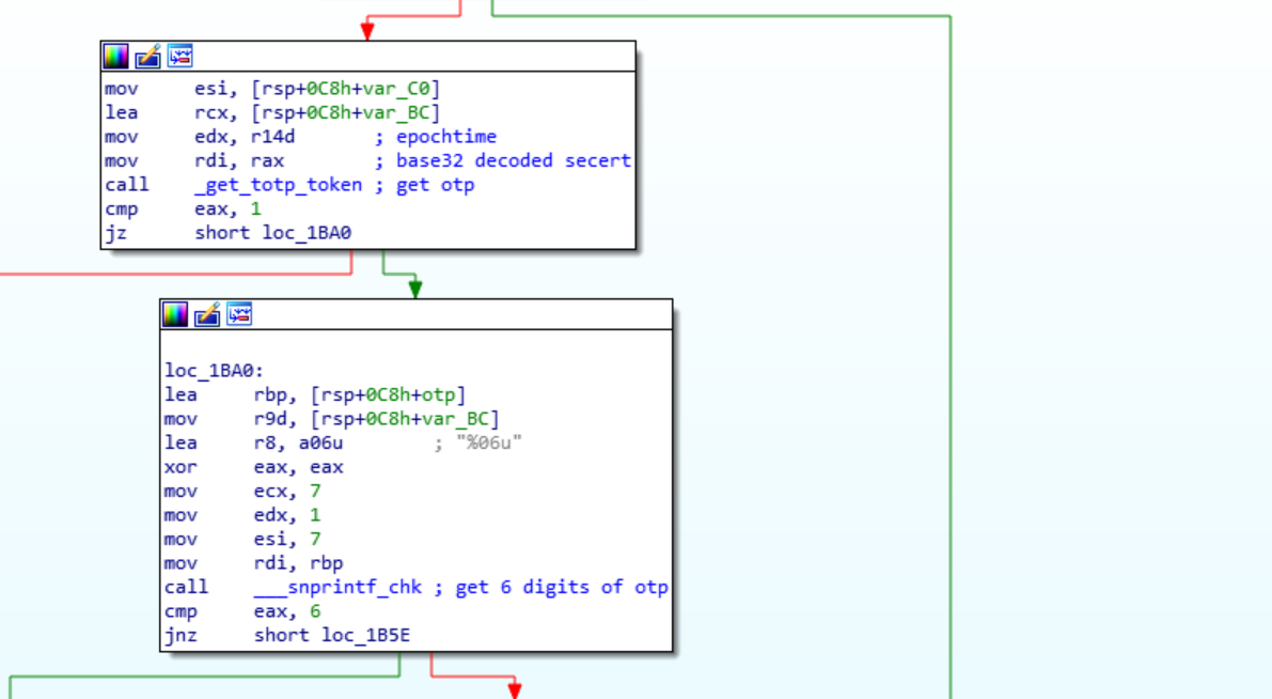 mov esi, [rsp+0C8h+var_C0]
lea rcx, [rsp+0C8h+var_BC]
mov edx, r14d ; epochtime
mov rdi, rax ; base32 decoded secert
call _get_totp_token ; get otp
cmp eax, 1
jz short loc_1BA0
loc_1BA0:
lea rbp, [rsp+0C8h+otp]
mov r9d, [rsp+0C8h+var_BC]
lea r8, a06u ; "%06u"
xor eax, eax
mov ecx, 7
mov edx, 1
mov esi, 7
mov rdi, rbp
call ___snprintf_chk ; get 6 digits of otp
cmp eax, 6
jnz short loc_1B5E